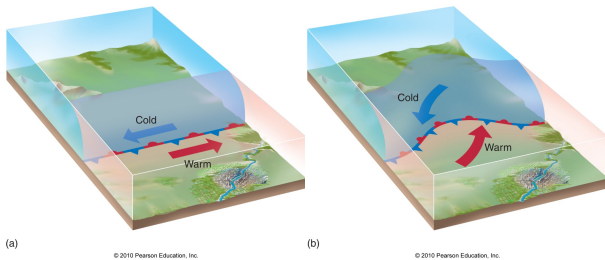 Cold
Warm
(a)
© 2010 Pearson Education, Inc.
Cold
Warm
(b)
© 2010 Pearson Education, Inc.